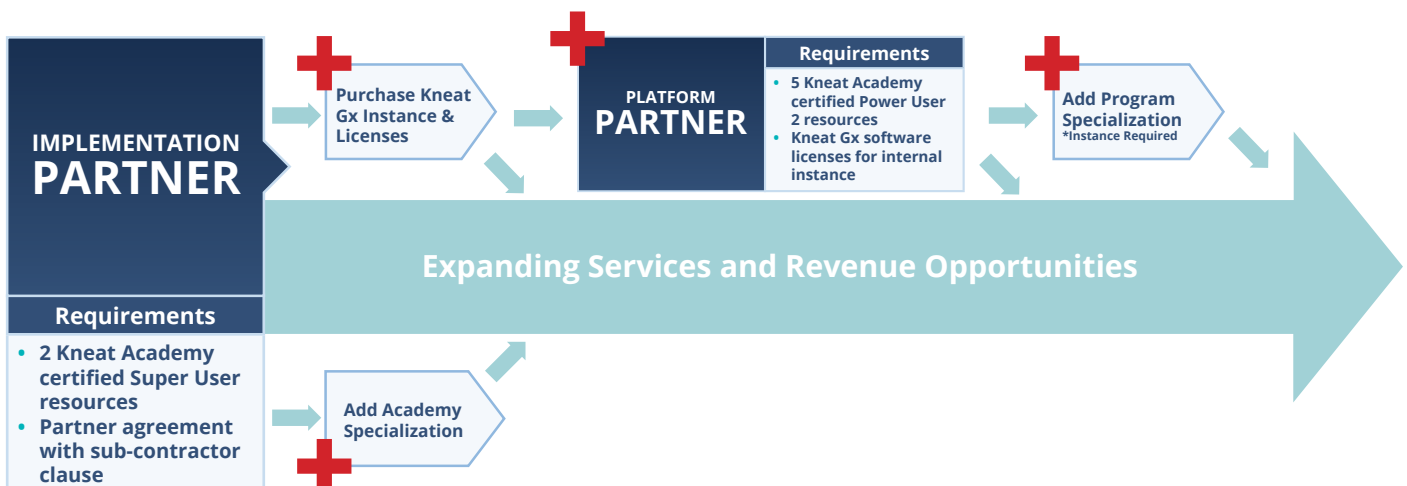 IMPLEMENTATION
PARTNER
Requirements
• 2 Kneat Academy
certified Super User
resources
• Partner agreement
with sub-contractor
clause
Purchase Kneat
Gx Instance &
Licenses
PLATFORM
PARTNER
Requirements
• 5 Kneat Academy
certified Power User
2 resources
• Kneat Gx software
licenses for internal
instance
Add Program
Specialization
*Instance Required
Expanding Services and Revenue Opportunities
Add Academy
Specialization